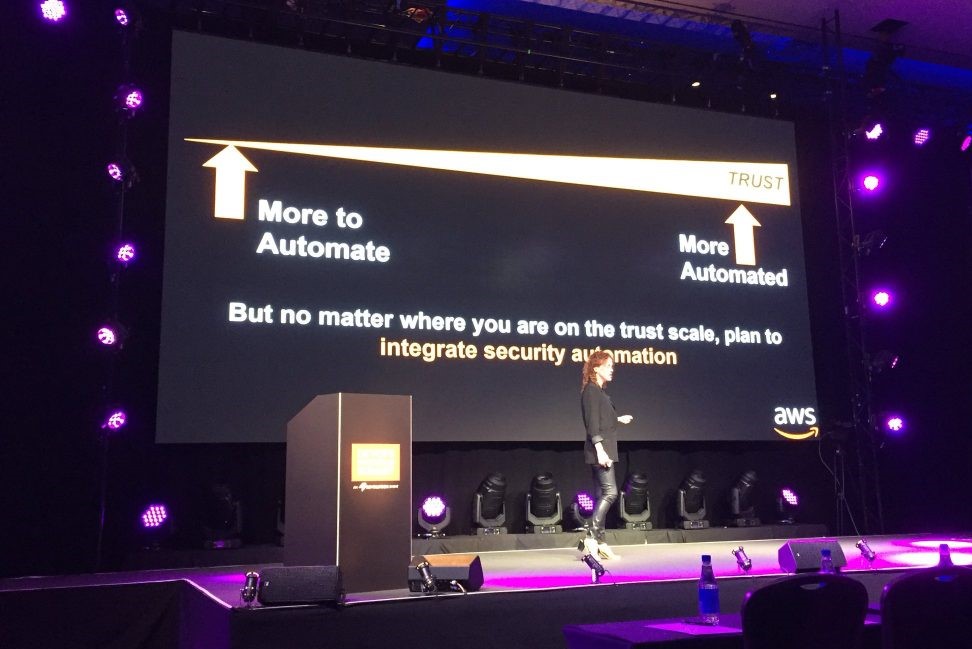 TRUST
More to
Automate
More
Automated
But no matter where you are on the trust scale, plan to
integrate security automation
aws